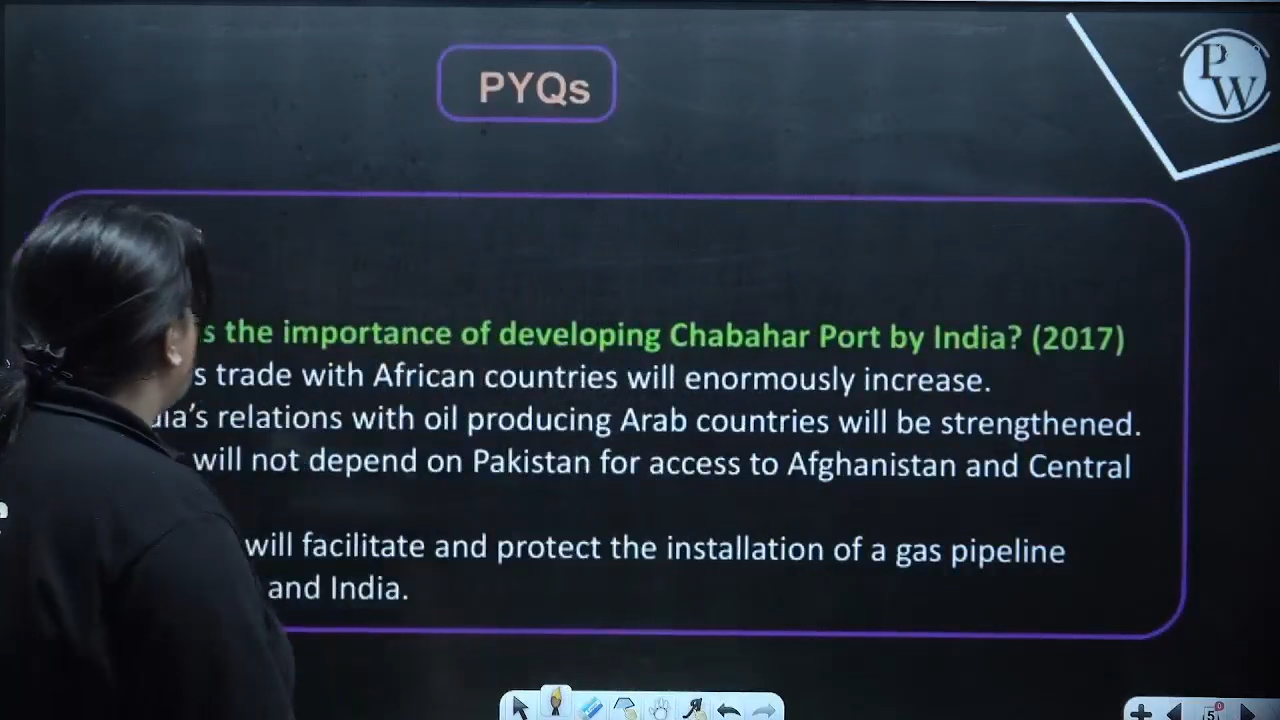 PYQs
PW
the importance of developing Chabahar Port by India? (2017)
trade with African countries will enormously increase.
relations with oil producing Arab countries will be strengthened.
will not depend on Pakistan for access to Afghanistan and Central
will facilitate and protect the installation of a gas pipeline
and India.
5